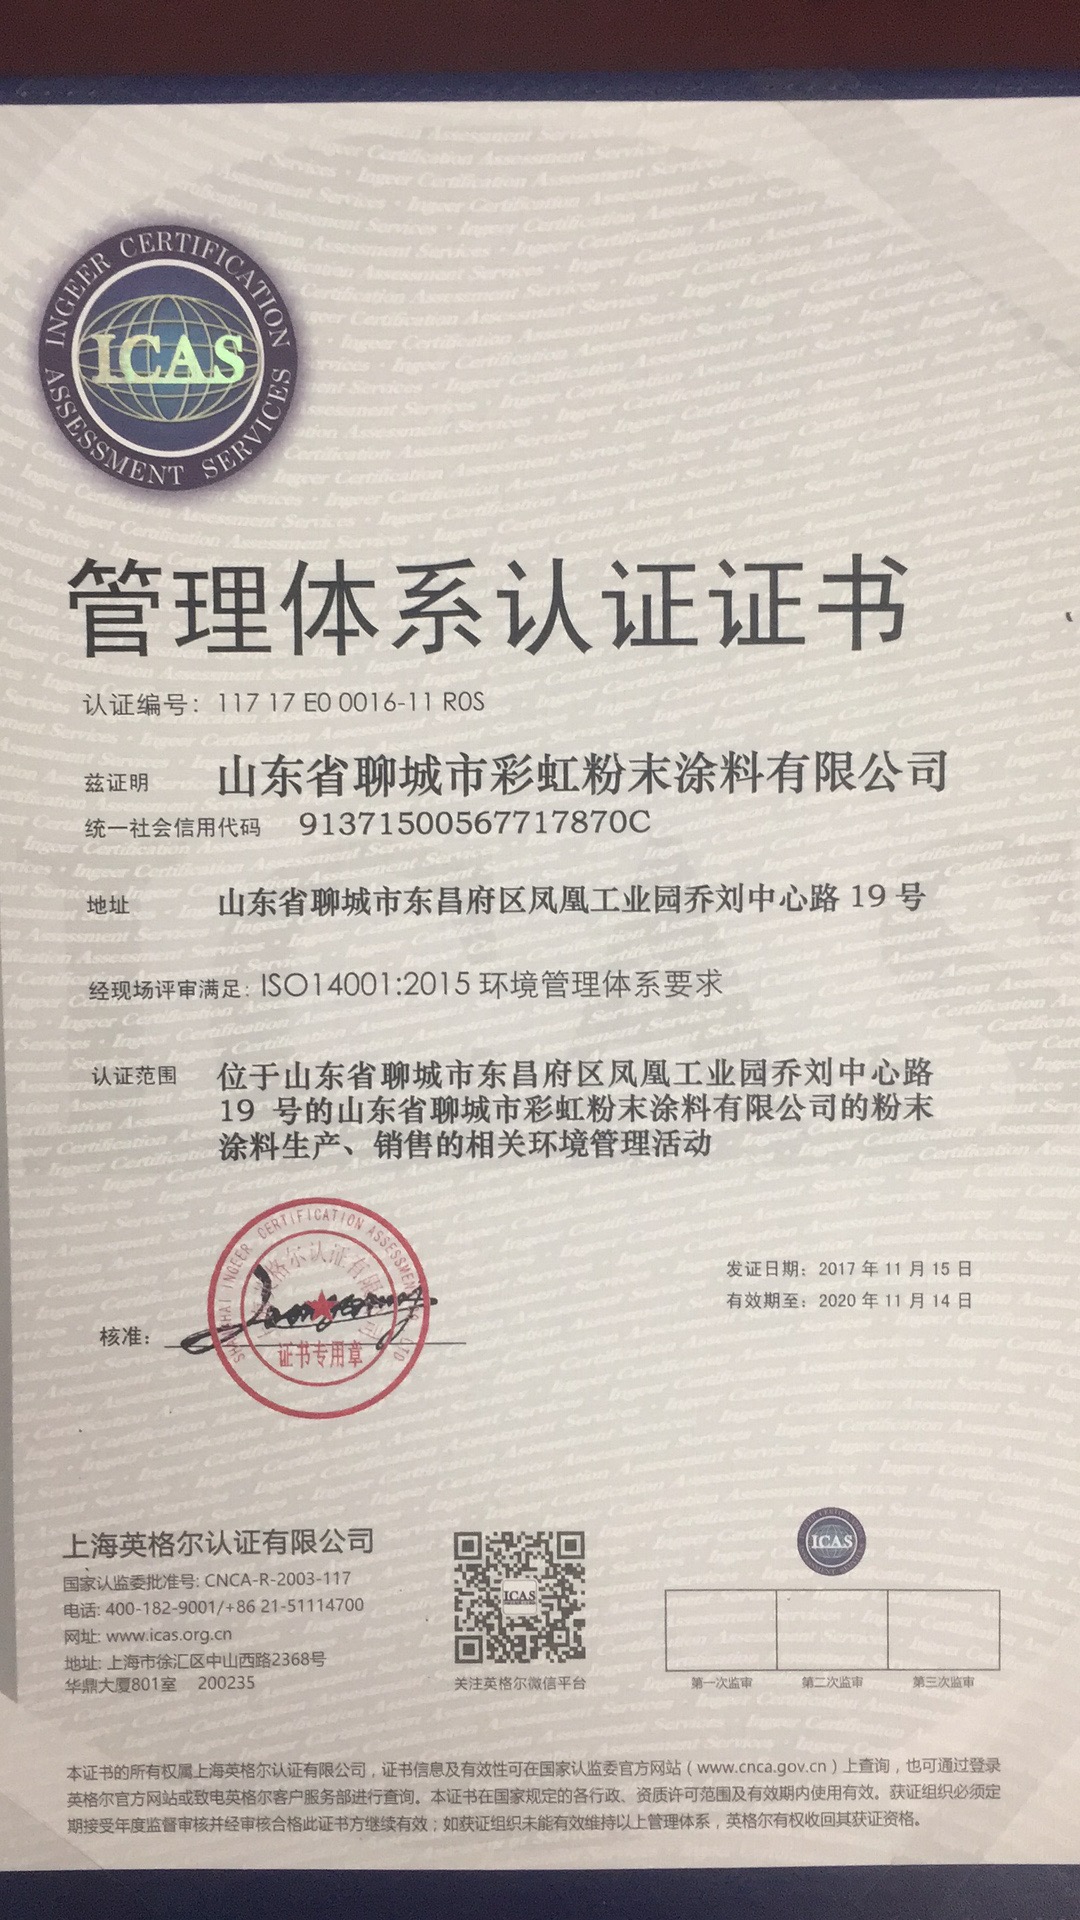 INGEER CERTIFICATION
ICAS
ASSESSMENT SERVICES
管理体系认证证书
认证编号：117 17 E0 0016-11 R0S
兹证明 山东省聊城市彩虹粉末涂料有限公司
统一社会信用代码 91371500567717870C
地址 山东省聊城市东昌府区凤凰工业园乔刘中心路 19 号
经现场评审满足: ISO14001:2015 环境管理体系要求
认证范围 位于山东省聊城市东昌府区凤凰工业园乔刘中心路
19 号的山东省聊城市彩虹粉末涂料有限公司的粉末
涂料生产、销售的相关环境管理活动
发证日期：2017 年 11 月 15 日
有效期至：2020 年 11 月 14 日
核准：
证书专用章
上海英格尔认证有限公司
国家认监委批准号: CNCA-R-2003-117
电话: 400-182-9001/+86 21-51114700
网址: www.icas.org.cn
地址: 上海市徐汇区中山西路2368号
华鼎大厦801室 200235
ICAS
关注英格尔微信平台
ICAS
第一次监审 第二次监审 第三次监审
本证书的所有权属上海英格尔认证有限公司，证书信息及有效性可在国家认监委官方网站（www.cnca.gov.cn）上查询，也可通过登录
英格尔官方网站或致电英格尔客户服务部进行查询。本证书在国家规定的各行政、资质许可范围及有效期内使用有效。获证组织必须定
期接受年度监督审核并经审核合格此证书方继续有效；如获证组织未能有效维持以上管理体系，英格尔有权收回其获证资格。